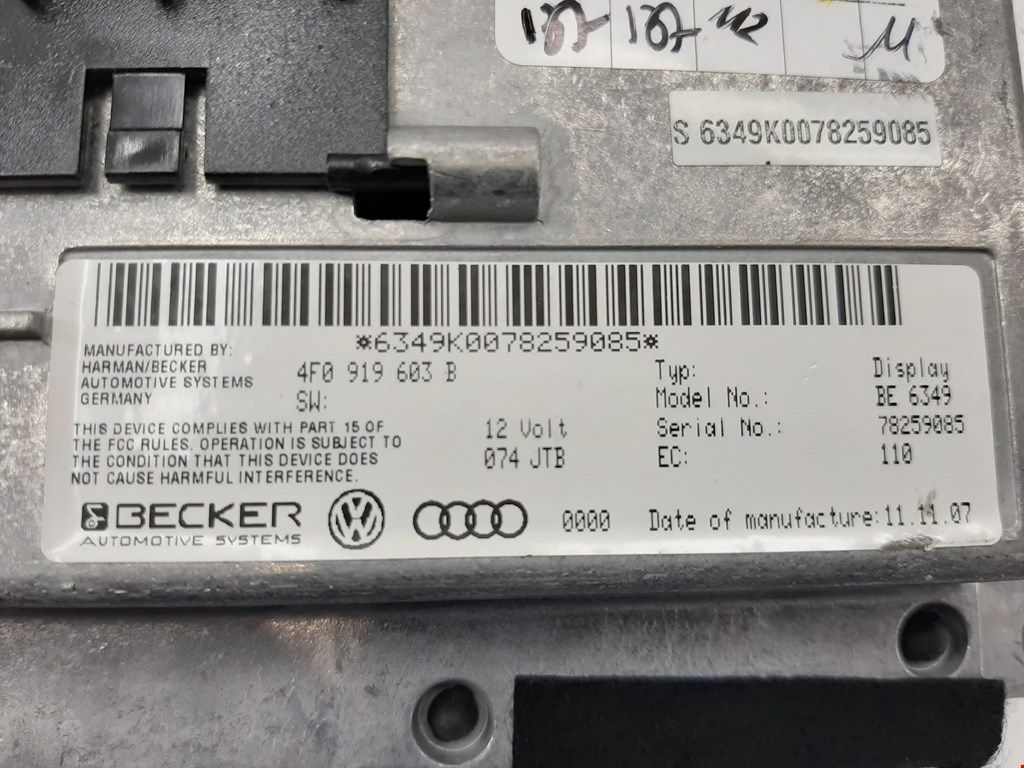 S 6349K0078259085
*6349K0078259085*
MANUFACTURED BY:
HARMAN/BECKER
AUTOMOTIVE SYSTEMS
GERMANY
4F0 919 603 B
SW:
Typ: Display
Model No.: BE 6349
Serial No.: 78259085
EC: 110
THIS DEVICE COMPLIES WITH PART 15 OF
THE FCC RULES. OPERATION IS SUBJECT TO
THE CONDITION THAT THIS DEVICE DOES
NOT CAUSE HARMFUL INTERFERENCE.
12 Volt
074 JTB
BECKER
AUTOMOTIVE SYSTEMS
0000
Date of manufacture: 11.11.07